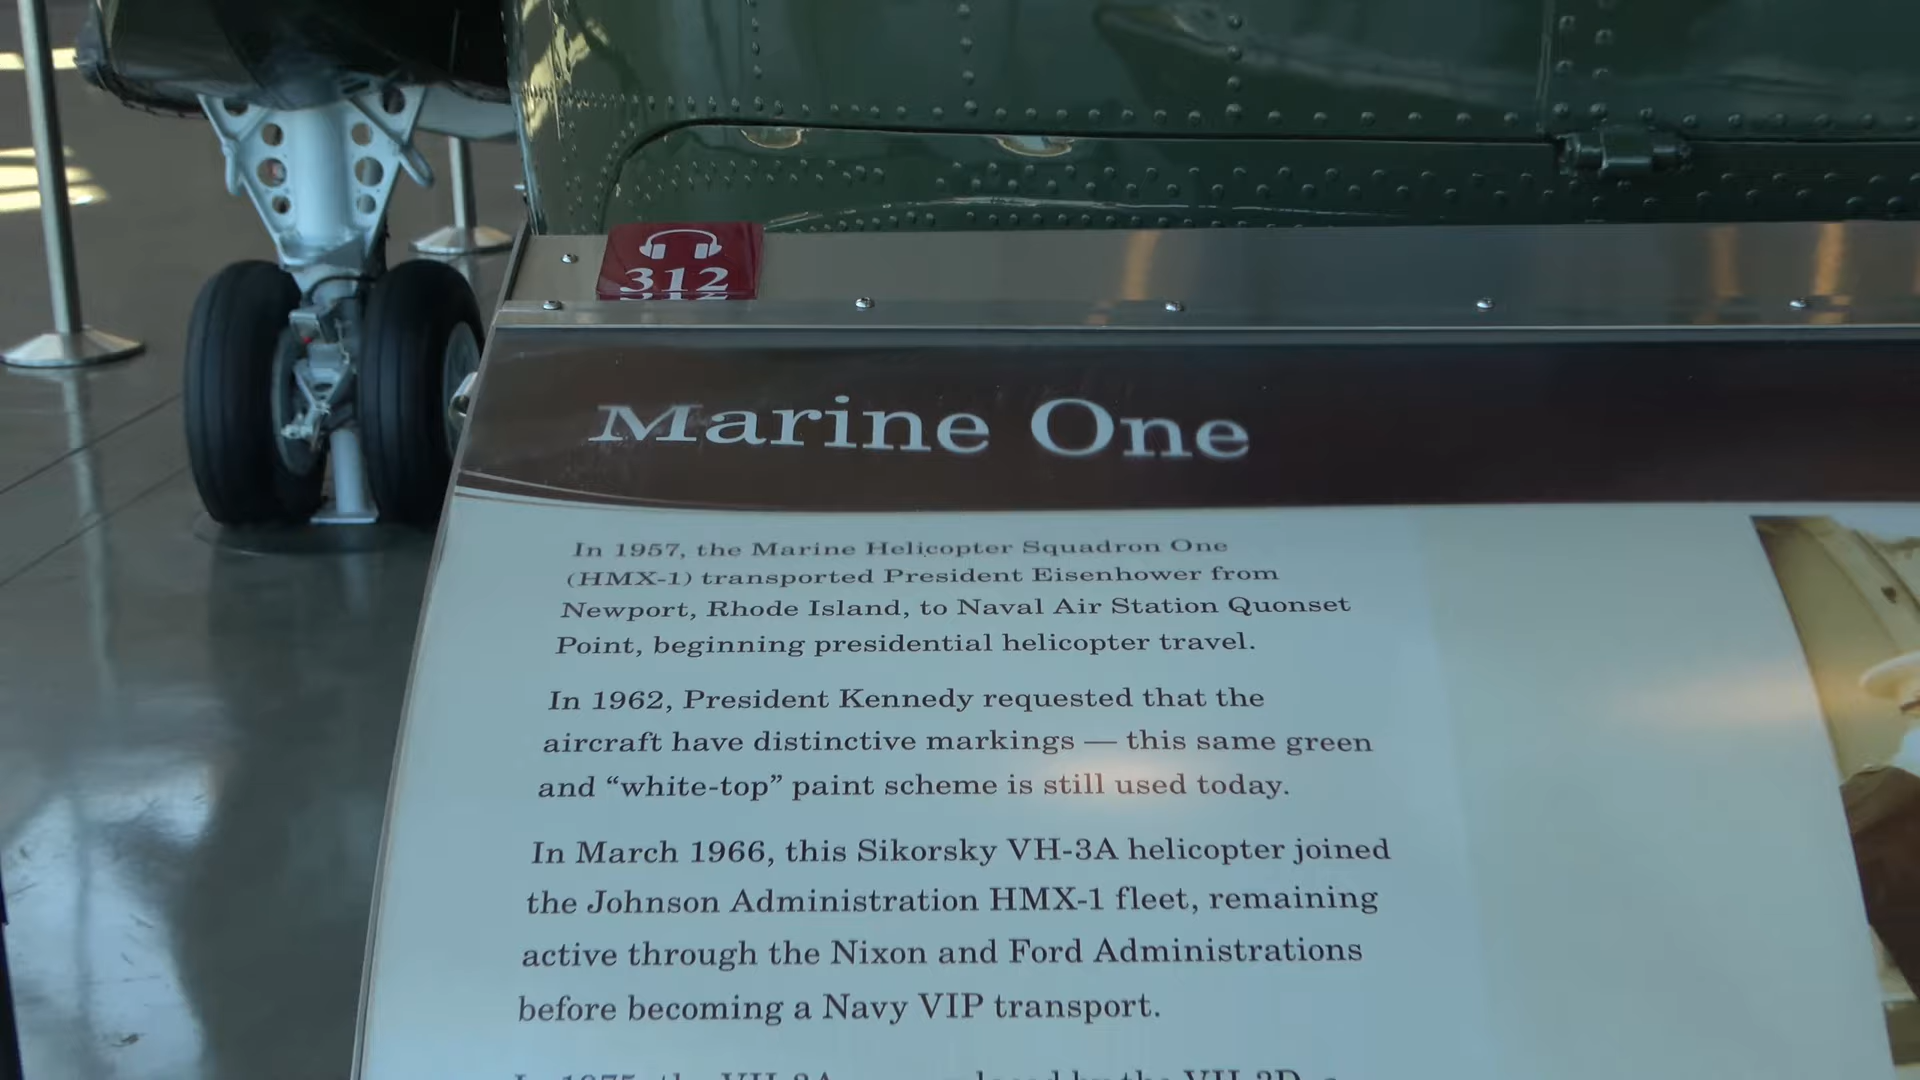 312
Marine One
In 1957, the Marine Helicopter Squadron One
(HMX-1) transported President Eisenhower from
Newport, Rhode Island, to Naval Air Station Quonset
Point, beginning presidential helicopter travel.
In 1962, President Kennedy requested that the
aircraft have distinctive markings — this same green
and “white-top” paint scheme is still used today.
In March 1966, this Sikorsky VH-3A helicopter joined
the Johnson Administration HMX-1 fleet, remaining
active through the Nixon and Ford Administrations
before becoming a Navy VIP transport.